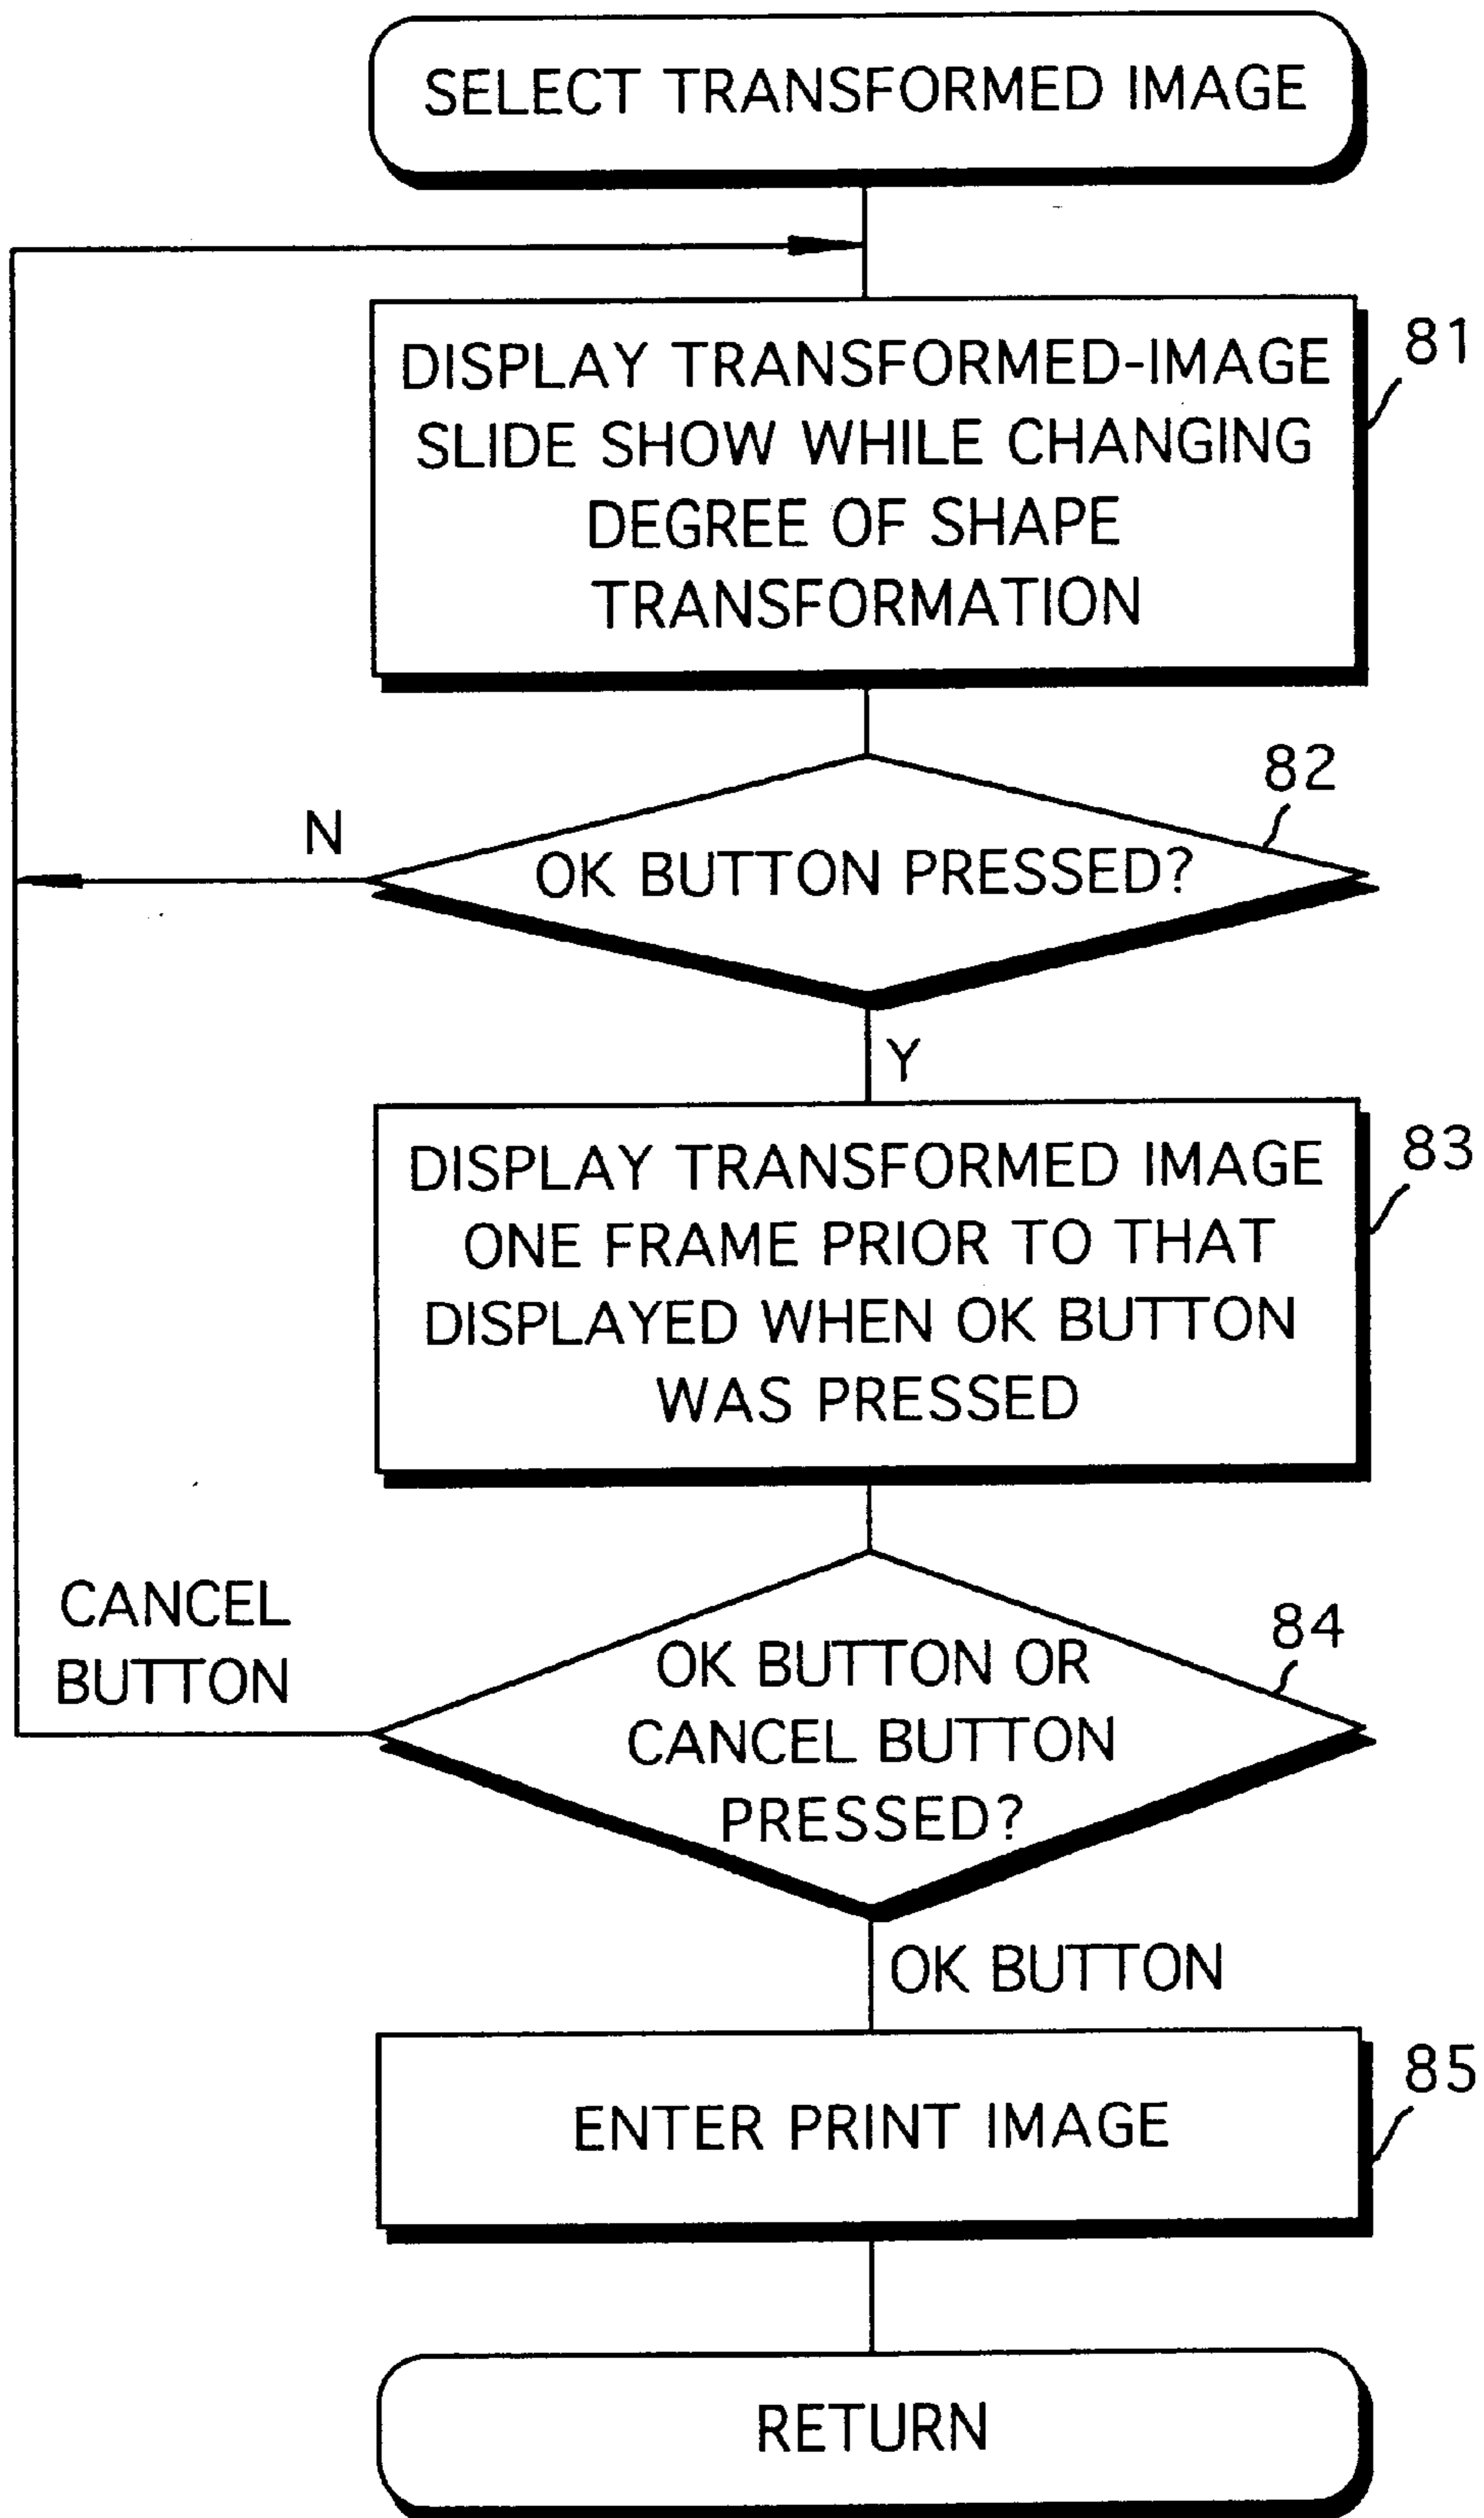 SELECT TRANSFORMED IMAGE
DISPLAY TRANSFORMED-IMAGE
SLIDE SHOW WHILE CHANGING
DEGREE OF SHAPE
TRANSFORMATION
81
82
N
OK BUTTON PRESSED?
Y
DISPLAY TRANSFORMED IMAGE
ONE FRAME PRIOR TO THAT
DISPLAYED WHEN OK BUTTON
WAS PRESSED
83
CANCEL
BUTTON
84
OK BUTTON OR
CANCEL BUTTON
PRESSED?
OK BUTTON
ENTER PRINT IMAGE
85
RETURN